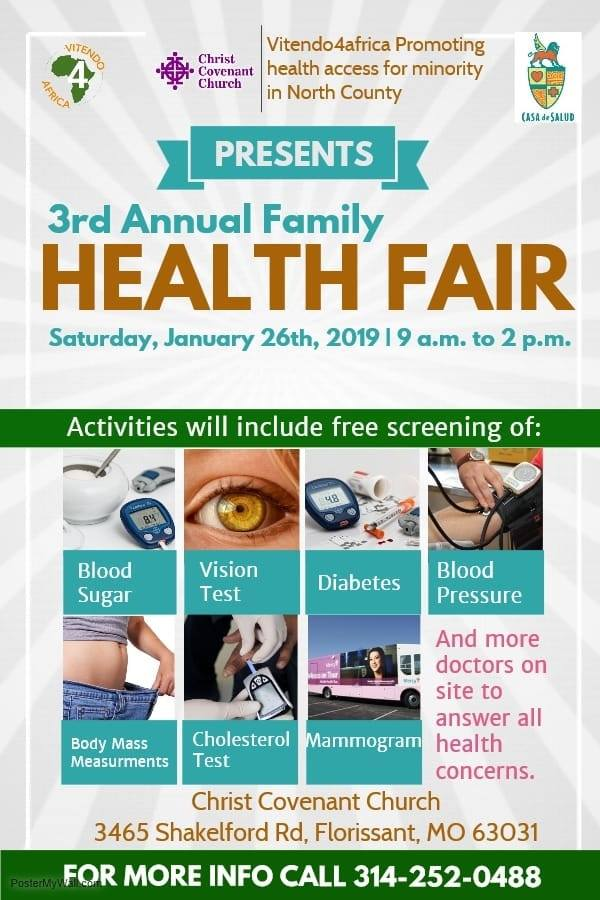 VITENDO
4
AFRICA
Christ
Covenant
Church
Vitendo4africa Promoting
health access for minority
in North County
CASA de SALUD
PRESENTS
3rd Annual Family
HEALTH FAIR
Saturday, January 26th, 2019 | 9 a.m. to 2 p.m.
Activities will include free screening of:
8.4
4.8
Blood
Sugar
Vision
Test
Diabetes
Blood
Pressure
Body Mass
Measurments
Cholesterol
Test
Mammogram
And more
doctors on
site to
answer all
health
concerns.
Christ Covenant Church
3465 Shakelford Rd, Florissant, MO 63031
FOR MORE INFO CALL 314-252-0488
PosterMyWall.com